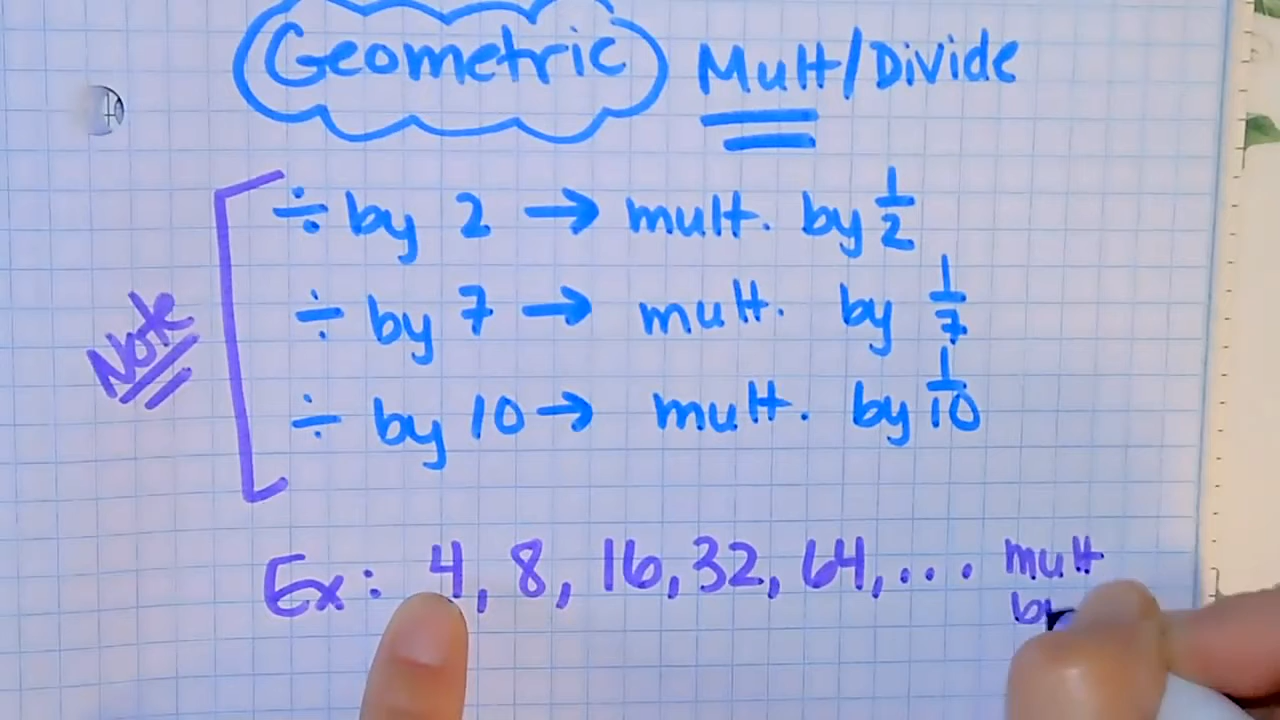 Geometric Mult/Divide
÷ by 2 → mult. by 1/2
÷ by 7 → mult. by 1/7
Note
÷ by 10 → mult. by 1/10
Ex: 4, 8, 16, 32, 64, ... mult
by